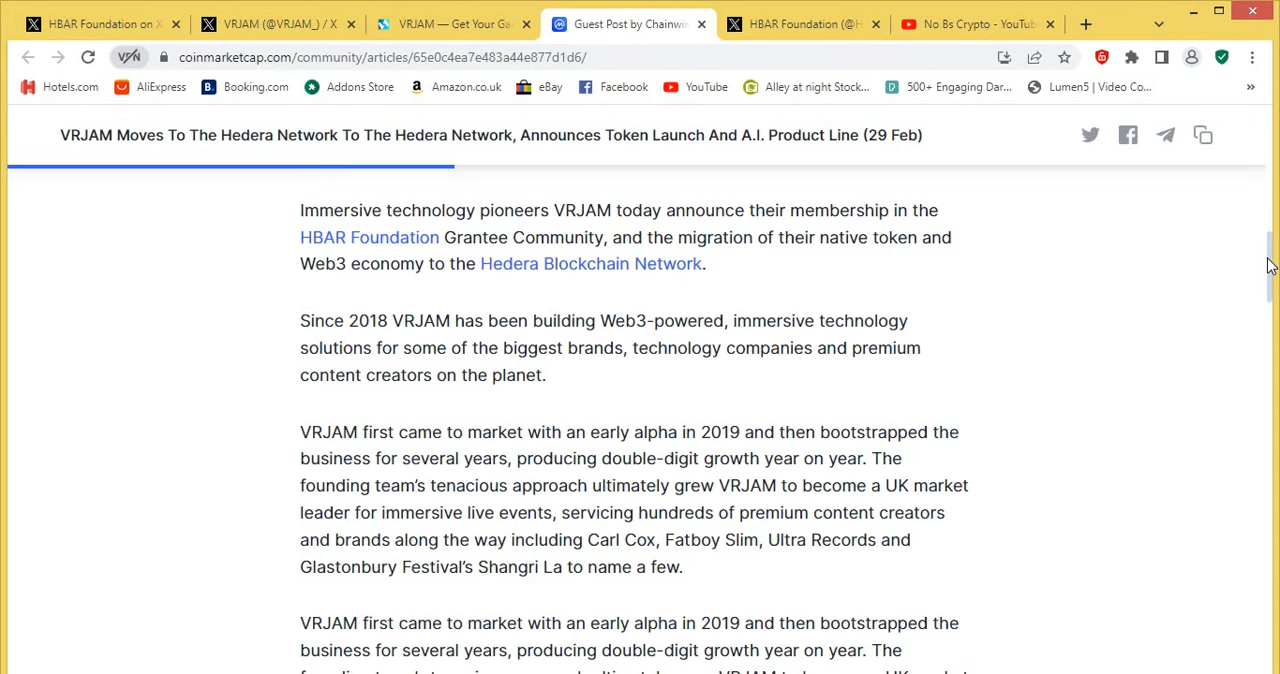 HBAR Foundation on X
VRJAM (@VRJAM_) / X
VRJAM — Get Your Ga
Guest Post by Chainwi
HBAR Foundation (@H
No Bs Crypto - YouTub
VPN
coinmarketcap.com/community/articles/65e0c4ea7e483a44e877d1d6/
Hotels.com
AliExpress
Booking.com
Addons Store
Amazon.co.uk
eBay
Facebook
YouTube
Alley at night Stock...
500+ Engaging Dar...
Lumen5 | Video Co...
»
VRJAM Moves To The Hedera Network To The Hedera Network, Announces Token Launch And A.I. Product Line (29 Feb)
Immersive technology pioneers VRJAM today announce their membership in the
HBAR Foundation Grantee Community, and the migration of their native token and
Web3 economy to the Hedera Blockchain Network.
Since 2018 VRJAM has been building Web3-powered, immersive technology
solutions for some of the biggest brands, technology companies and premium
content creators on the planet.
VRJAM first came to market with an early alpha in 2019 and then bootstrapped the
business for several years, producing double-digit growth year on year. The
founding team's tenacious approach ultimately grew VRJAM to become a UK market
leader for immersive live events, servicing hundreds of premium content creators
and brands along the way including Carl Cox, Fatboy Slim, Ultra Records and
Glastonbury Festival's Shangri La to name a few.
VRJAM first came to market with an early alpha in 2019 and then bootstrapped the
business for several years, producing double-digit growth year on year. The